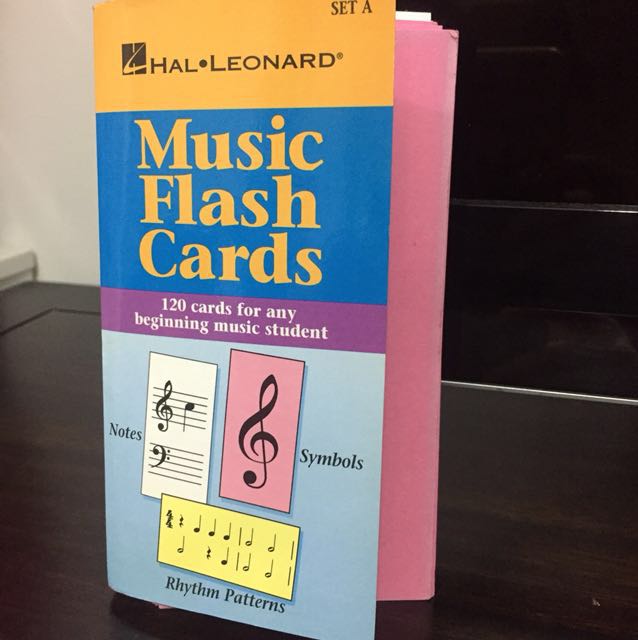 SET A
HAL•LEONARD®
Music
Flash
Cards
120 cards for any
beginning music student
Notes
Symbols
Rhythm Patterns